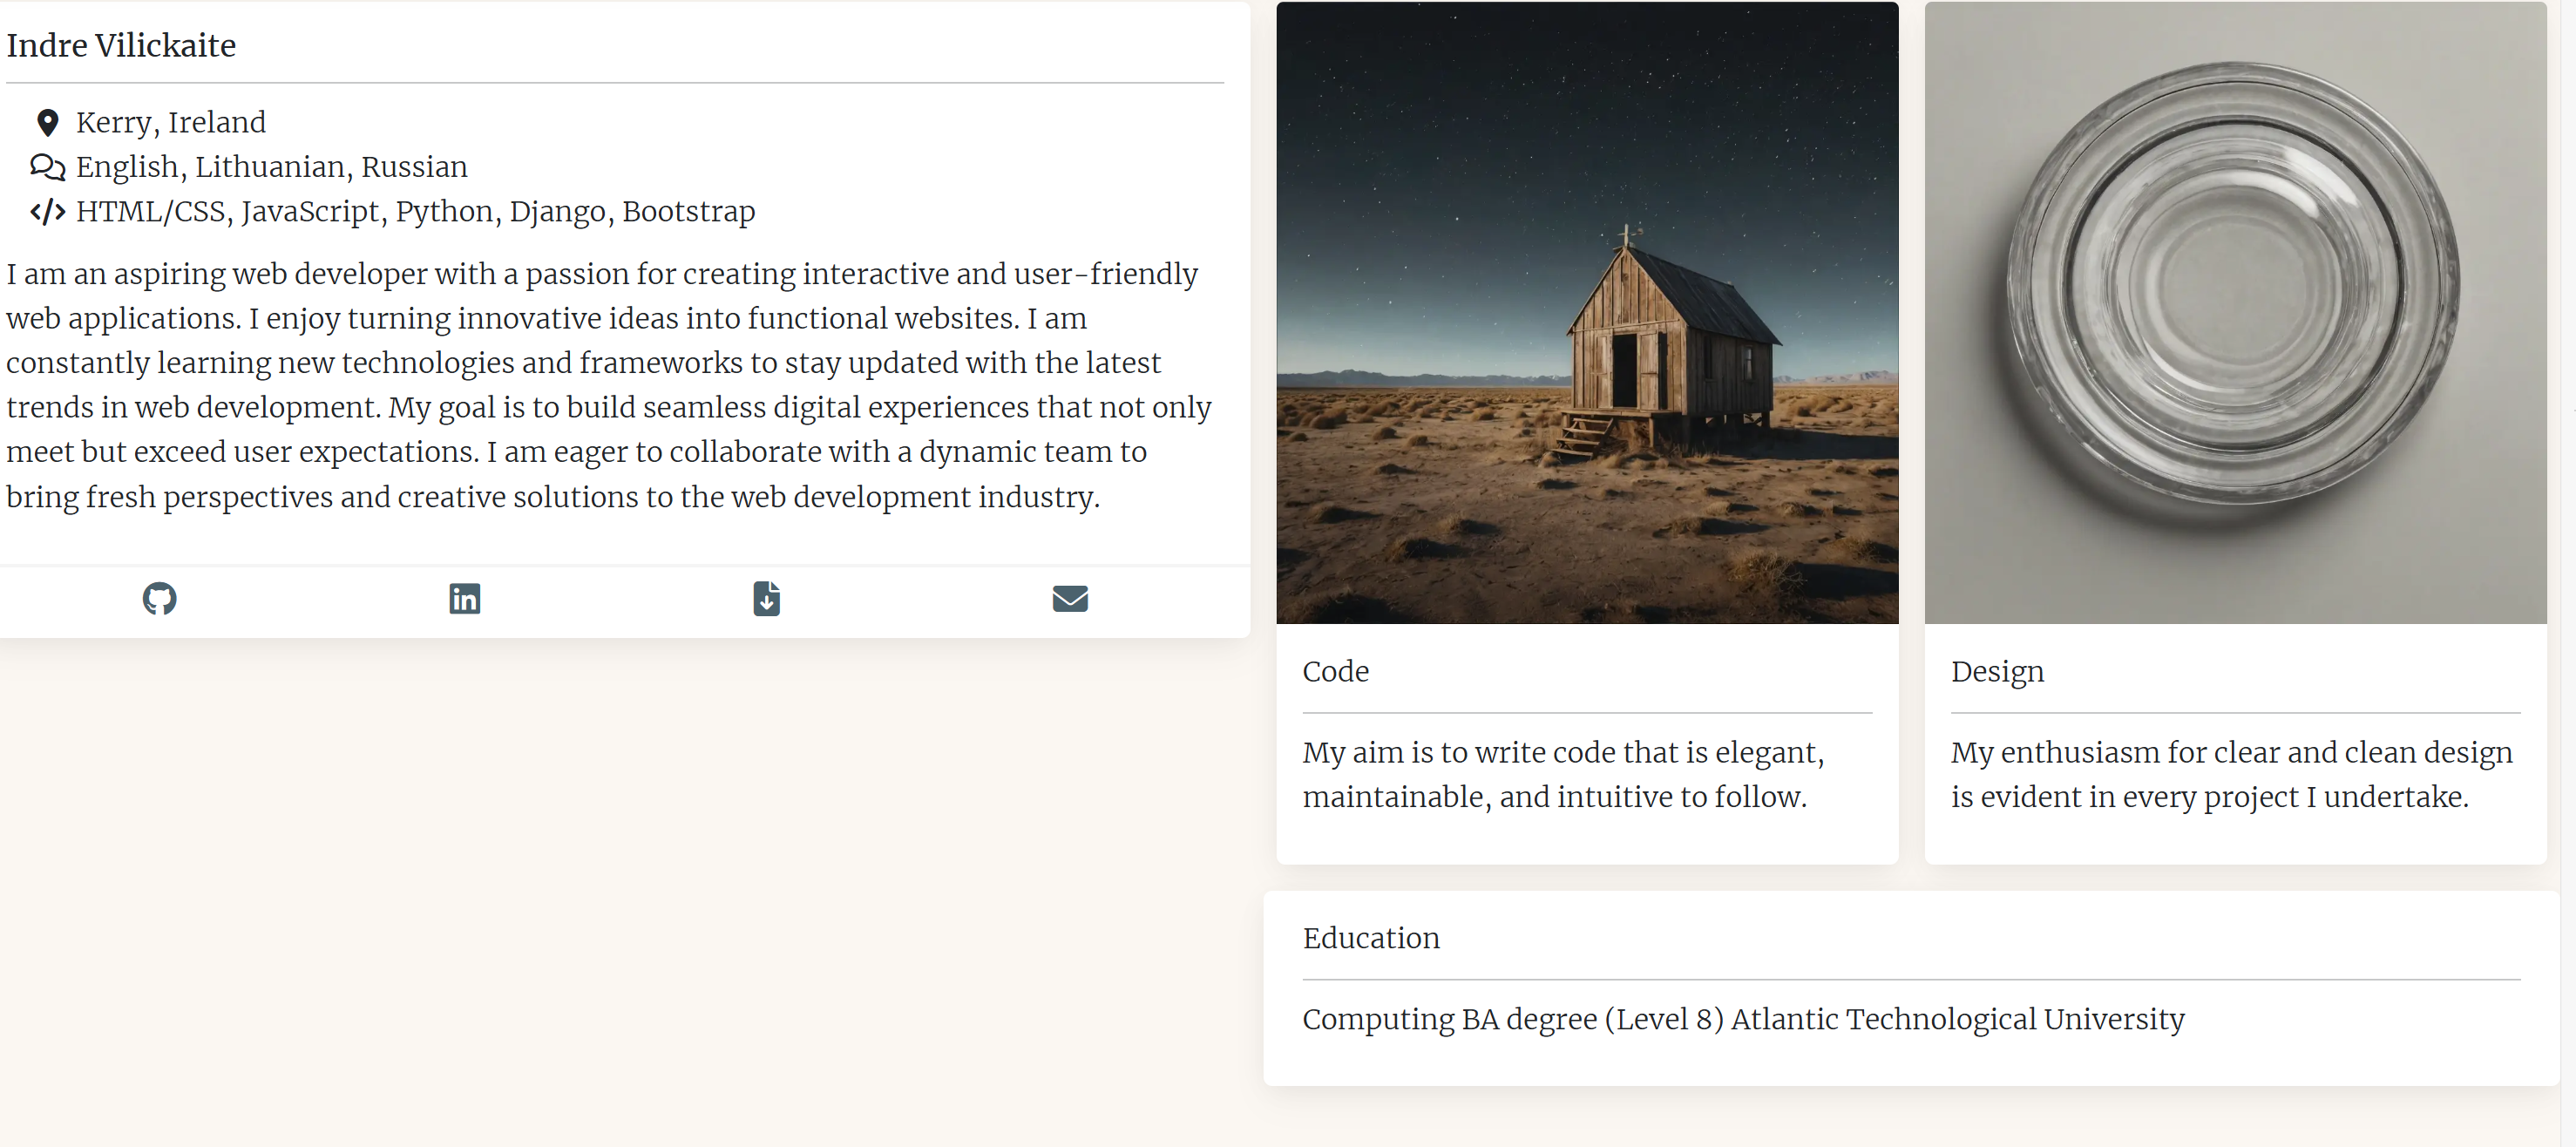 Indre Vilickaite
Kerry, Ireland
English, Lithuanian, Russian
HTML/CSS, JavaScript, Python, Django, Bootstrap
I am an aspiring web developer with a passion for creating interactive and user-friendly
web applications. I enjoy turning innovative ideas into functional websites. I am
constantly learning new technologies and frameworks to stay updated with the latest
trends in web development. My goal is to build seamless digital experiences that not only
meet but exceed user expectations. I am eager to collaborate with a dynamic team to
bring fresh perspectives and creative solutions to the web development industry.
Code
My aim is to write code that is elegant,
maintainable, and intuitive to follow.
Design
My enthusiasm for clear and clean design
is evident in every project I undertake.
Education
Computing BA degree (Level 8) Atlantic Technological University